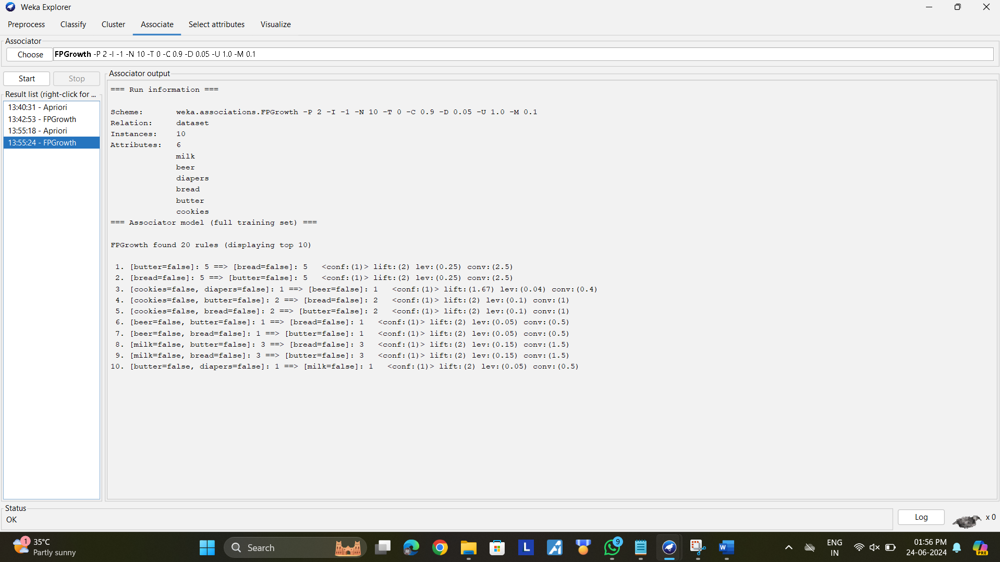 Weka Explorer
Preprocess Classify Cluster Associate Select attributes Visualize
Associator
Choose FPGrowth -P 2 -I -1 -N 10 -T 0 -C 0.9 -D 0.05 -U 1.0 -M 0.1
Start Stop
Result list (right-click for ...
13:40:31 - Apriori
13:42:53 - FPGrowth
13:55:18 - Apriori
13:55:24 - FPGrowth
Associator output
=== Run information ===
Scheme: weka.associations.FPGrowth -P 2 -I -1 -N 10 -T 0 -C 0.9 -D 0.05 -U 1.0 -M 0.1
Relation: dataset
Instances: 10
Attributes: 6
milk
beer
diapers
bread
butter
cookies
=== Associator model (full training set) ===
FPGrowth found 20 rules (displaying top 10)
1. [butter=false]: 5 ==> [bread=false]: 5 <conf:(1)> lift:(2) lev:(0.25) conv:(2.5)
2. [bread=false]: 5 ==> [butter=false]: 5 <conf:(1)> lift:(2) lev:(0.25) conv:(2.5)
3. [cookies=false, diapers=false]: 1 ==> [beer=false]: 1 <conf:(1)> lift:(1.67) lev:(0.04) conv:(0.4)
4. [cookies=false, butter=false]: 2 ==> [bread=false]: 2 <conf:(1)> lift:(2) lev:(0.1) conv:(1)
5. [cookies=false, bread=false]: 2 ==> [butter=false]: 2 <conf:(1)> lift:(2) lev:(0.1) conv:(1)
6. [beer=false, butter=false]: 1 ==> [bread=false]: 1 <conf:(1)> lift:(2) lev:(0.05) conv:(0.5)
7. [beer=false, bread=false]: 1 ==> [butter=false]: 1 <conf:(1)> lift:(2) lev:(0.05) conv:(0.5)
8. [milk=false, butter=false]: 3 ==> [bread=false]: 3 <conf:(1)> lift:(2) lev:(0.15) conv:(1.5)
9. [milk=false, bread=false]: 3 ==> [butter=false]: 3 <conf:(1)> lift:(2) lev:(0.15) conv:(1.5)
10. [butter=false, diapers=false]: 1 ==> [milk=false]: 1 <conf:(1)> lift:(2) lev:(0.05) conv:(0.5)
Status
OK
Log
x 0
1
35°C
Partly sunny
Search
L
9
W
ENG
IN
01:56 PM
24-06-2024
PRE